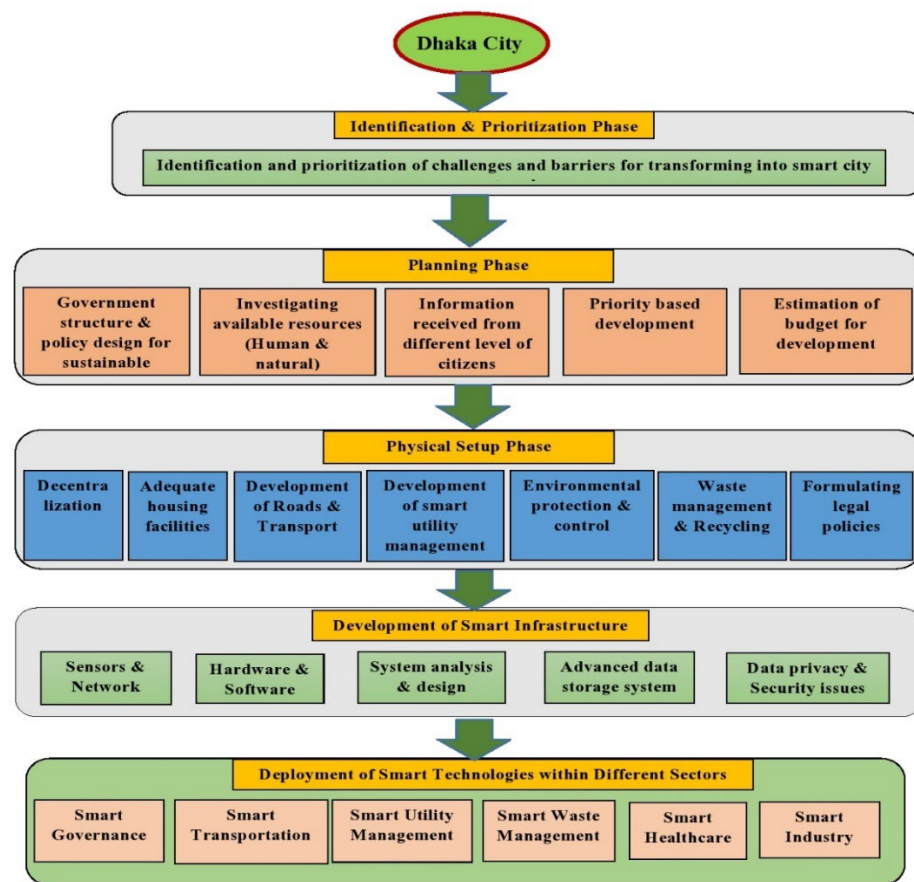 Dhaka City
Identification & Prioritization Phase
Identification and prioritization of challenges and barriers for transforming into smart city
Planning Phase
Government
structure &
policy design for
sustainable
Investigating
available resources
(Human &
natural)
Information
received from
different level of
citizens
Priority based
development
Estimation of
budget for
development
Physical Setup Phase
Decentra
lization
Adequate
housing
facilities
Development
of Roads &
Transport
Development
of smart
utility
management
Environmental
protection &
control
Waste
management
& Recycling
Formulating
legal
policies
Development of Smart Infrastructure
Sensors &
Network
Hardware &
Software
System analysis
& design
Advanced data
storage system
Data privacy &
Security issues
Deployment of Smart Technologies within Different Sectors
Smart
Governance
Smart
Transportation
Smart Utility
Management
Smart Waste
Management
Smart
Healthcare
Smart
Industry